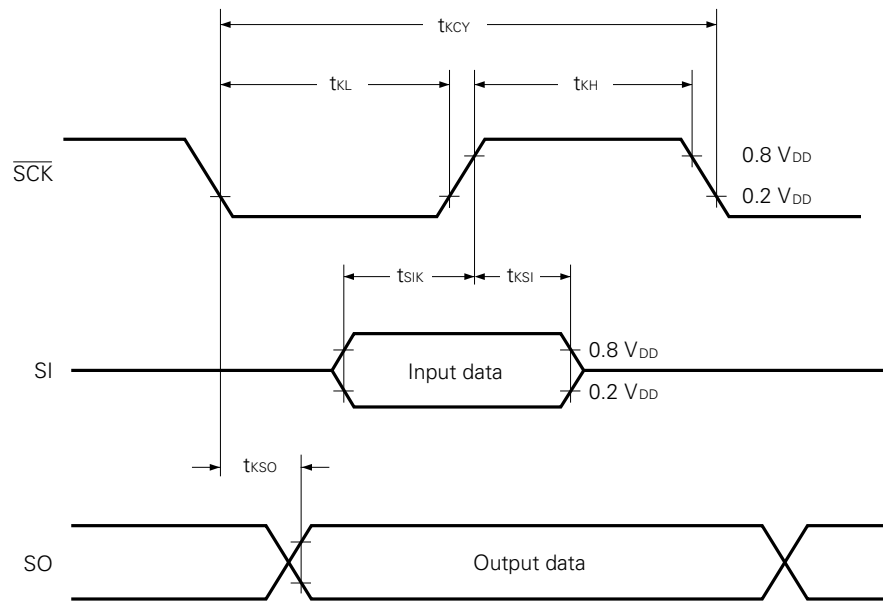 tKCY
tKL
tKH
SCK
0.8 VDD
0.2 VDD
tSIK
tKSI
SI
Input data
0.8 VDD
0.2 VDD
tKSO
SO
Output data